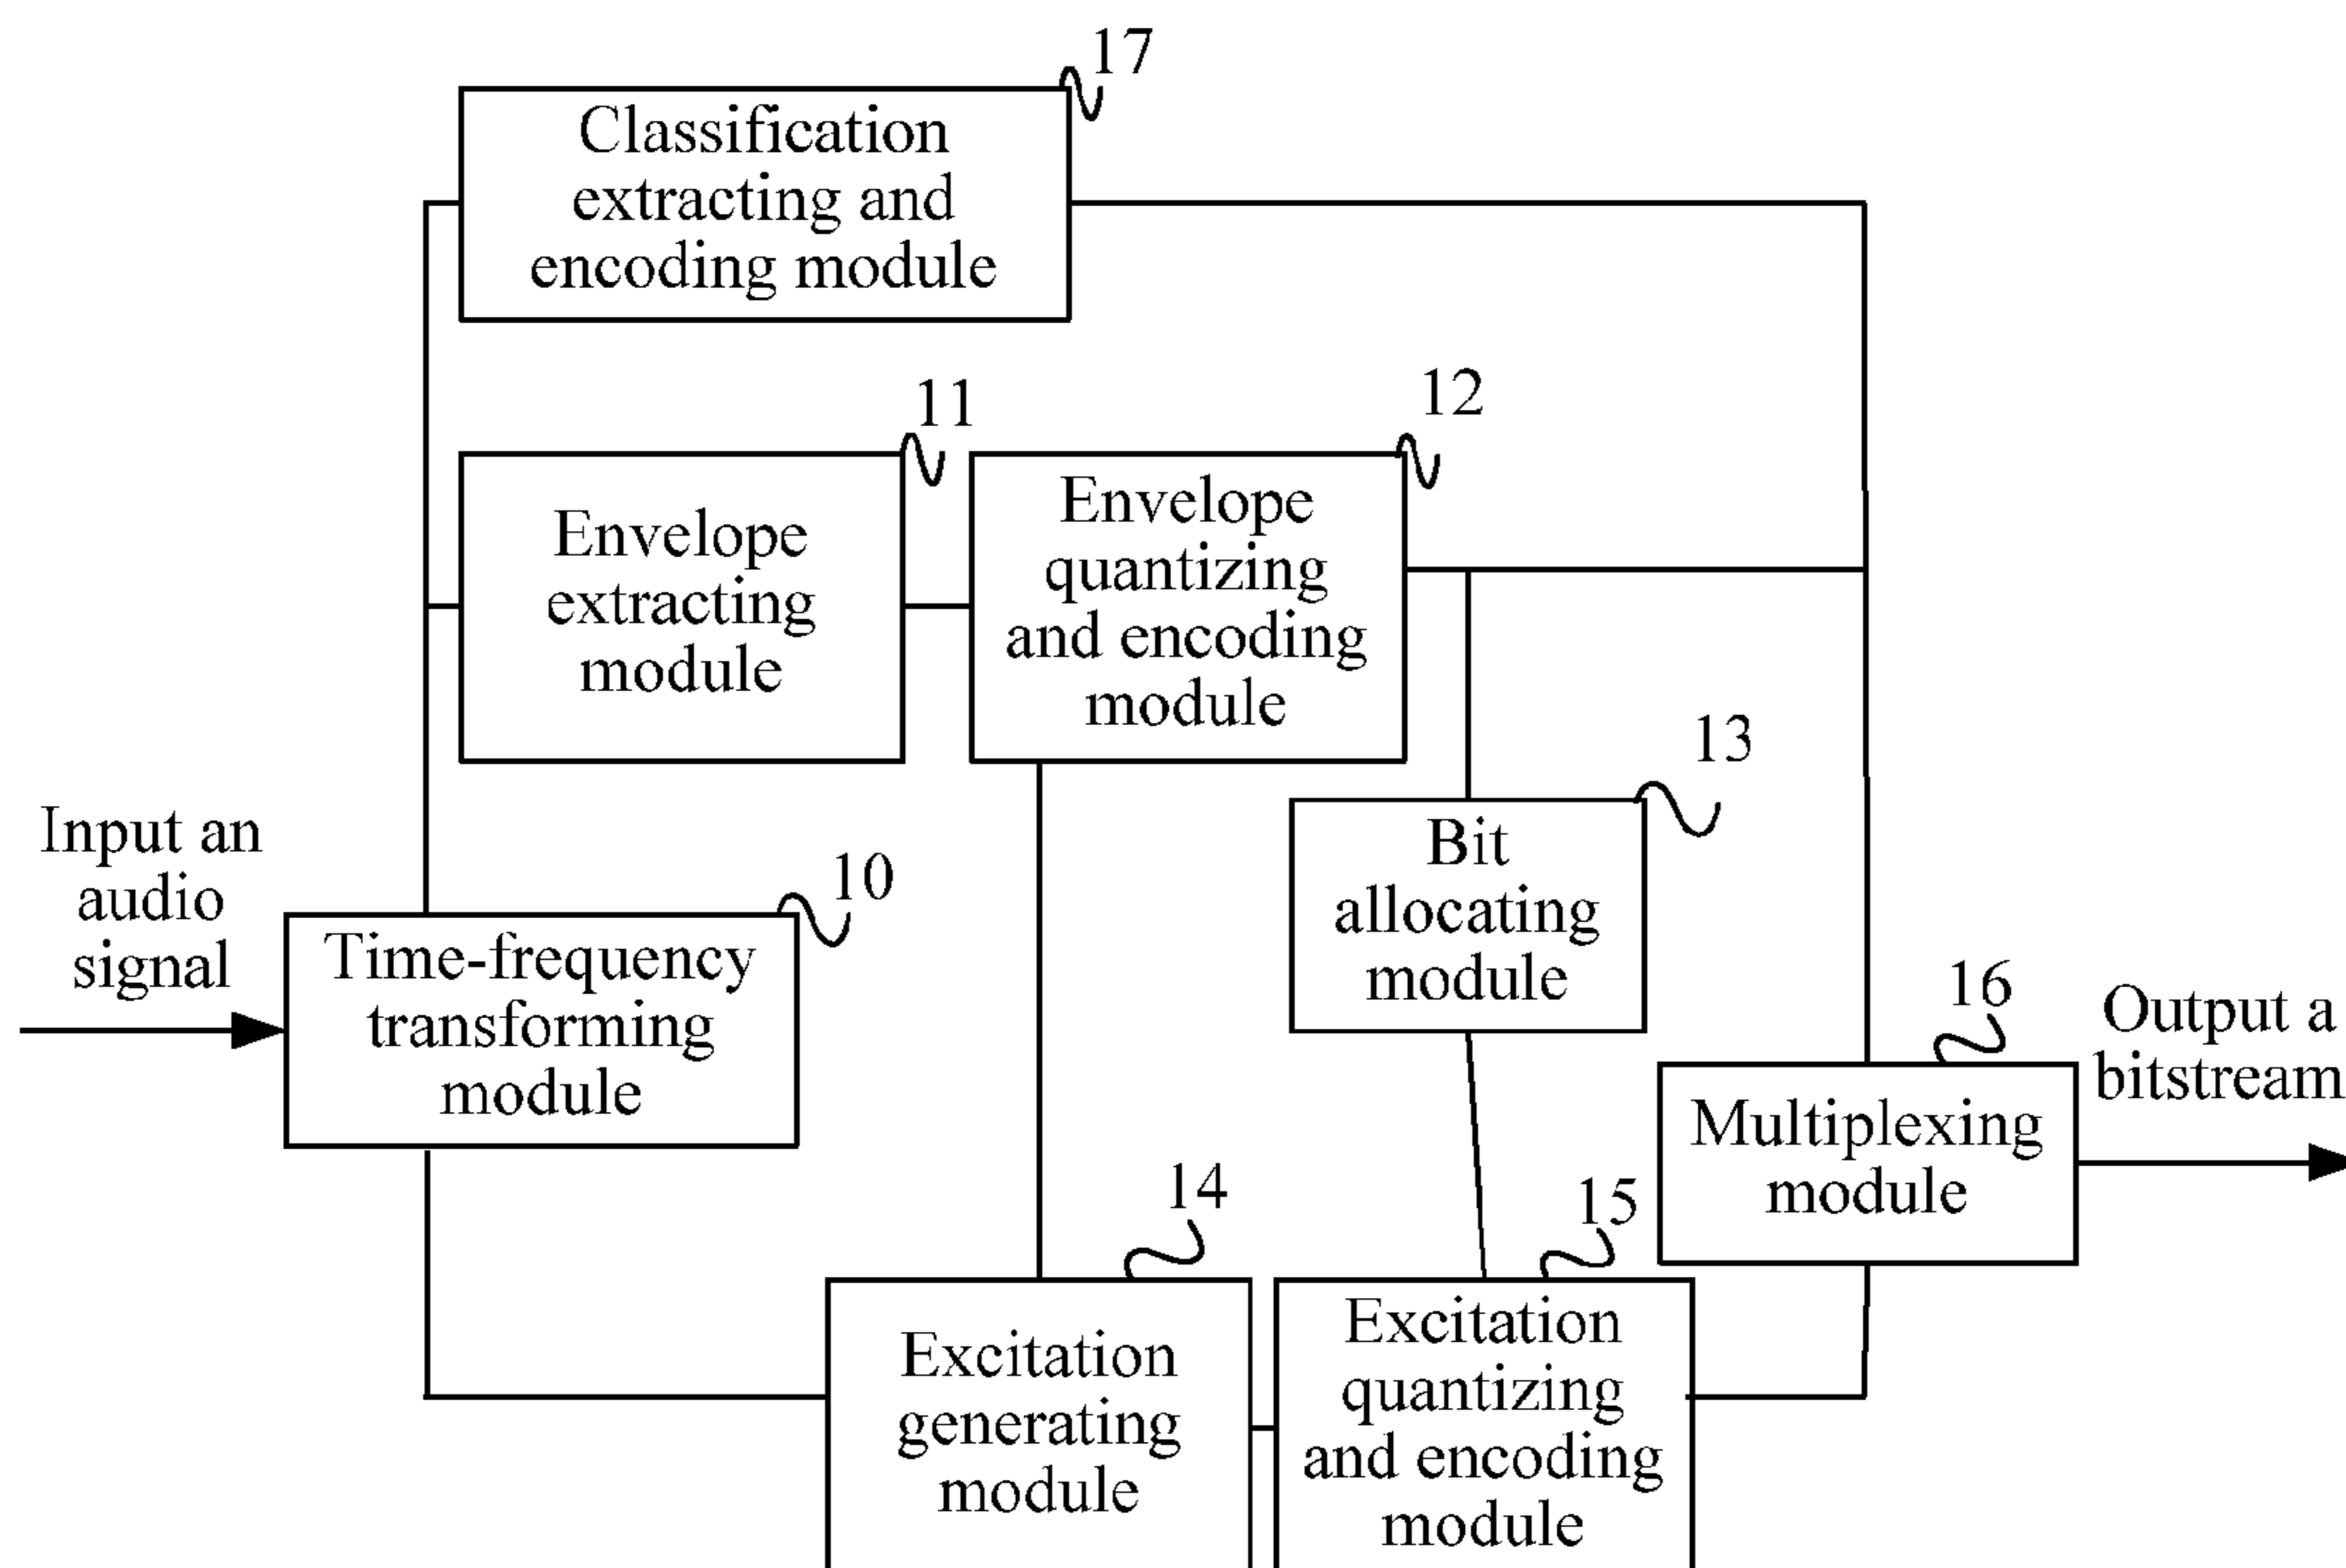 17
Classification
extracting and
encoding module
11
Envelope
extracting
module
12
Envelope
quantizing
and encoding
module
13
Bit
allocating
module
Input an
audio
signal
10
Time-frequency
transforming
module
16
Multiplexing
module
Output a
bitstream
14
Excitation
generating
module
15
Excitation
quantizing
and encoding
module